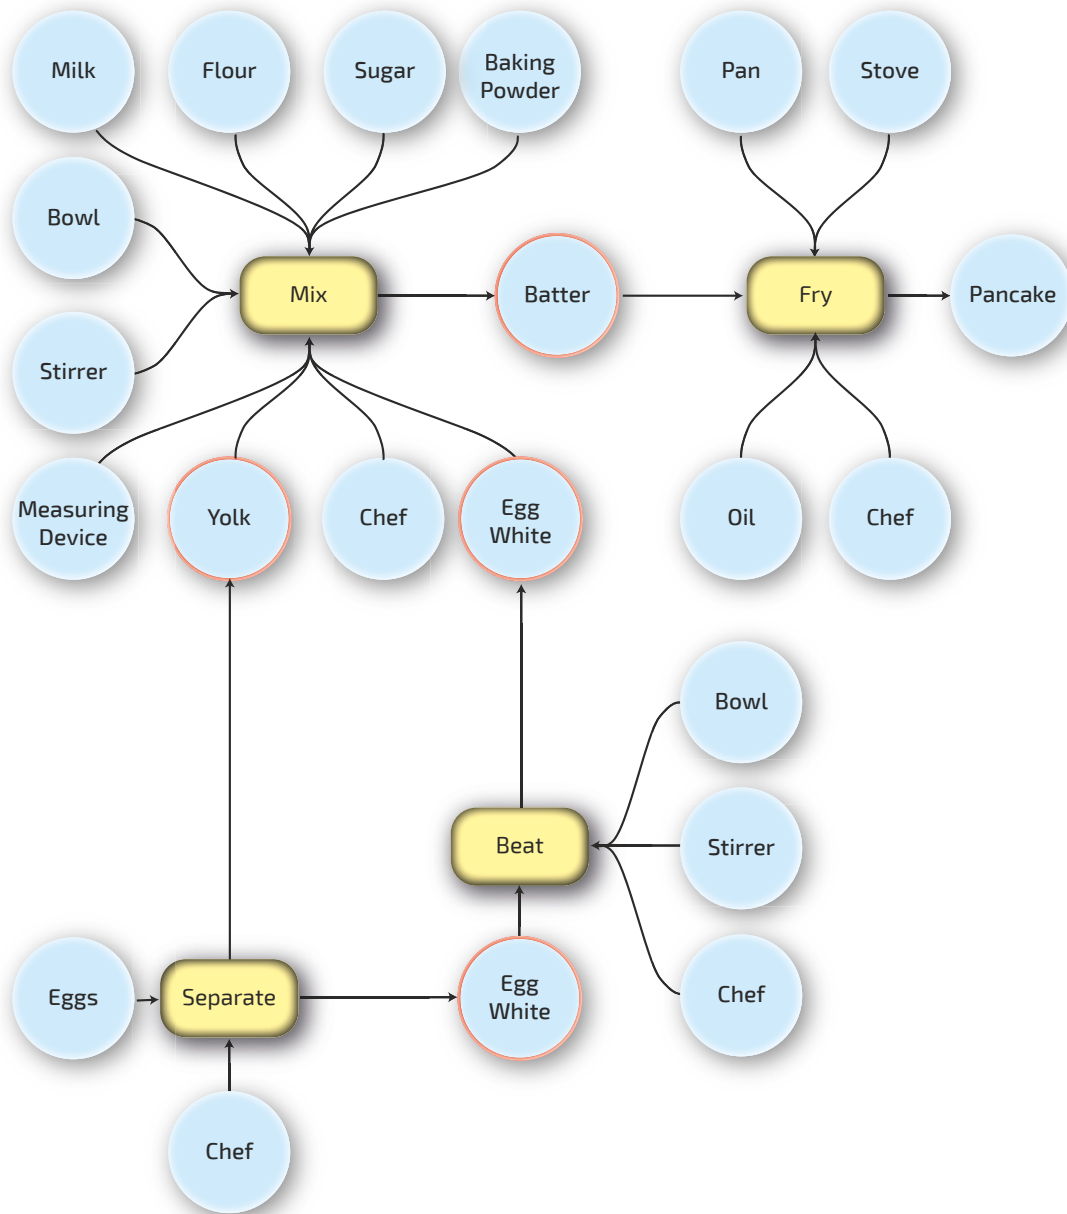 Milk
Flour
Sugar
Baking
Powder
Pan
Stove
Bowl
Mix
Batter
Fry
Pancake
Stirrer
Measuring
Device
Yolk
Chef
Egg
White
Oil
Chef
Bowl
Beat
Stirrer
Eggs
Separate
Egg
White
Chef
Chef